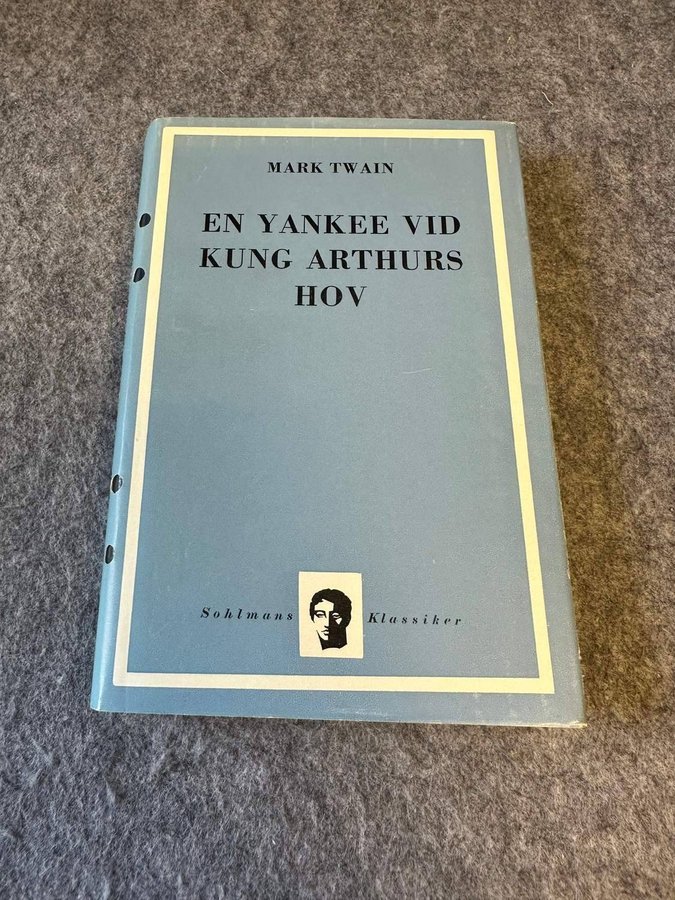 MARK TWAIN
EN YANKEE VID
KUNG ARTHURS
HOV
Sohlmans Klassiker